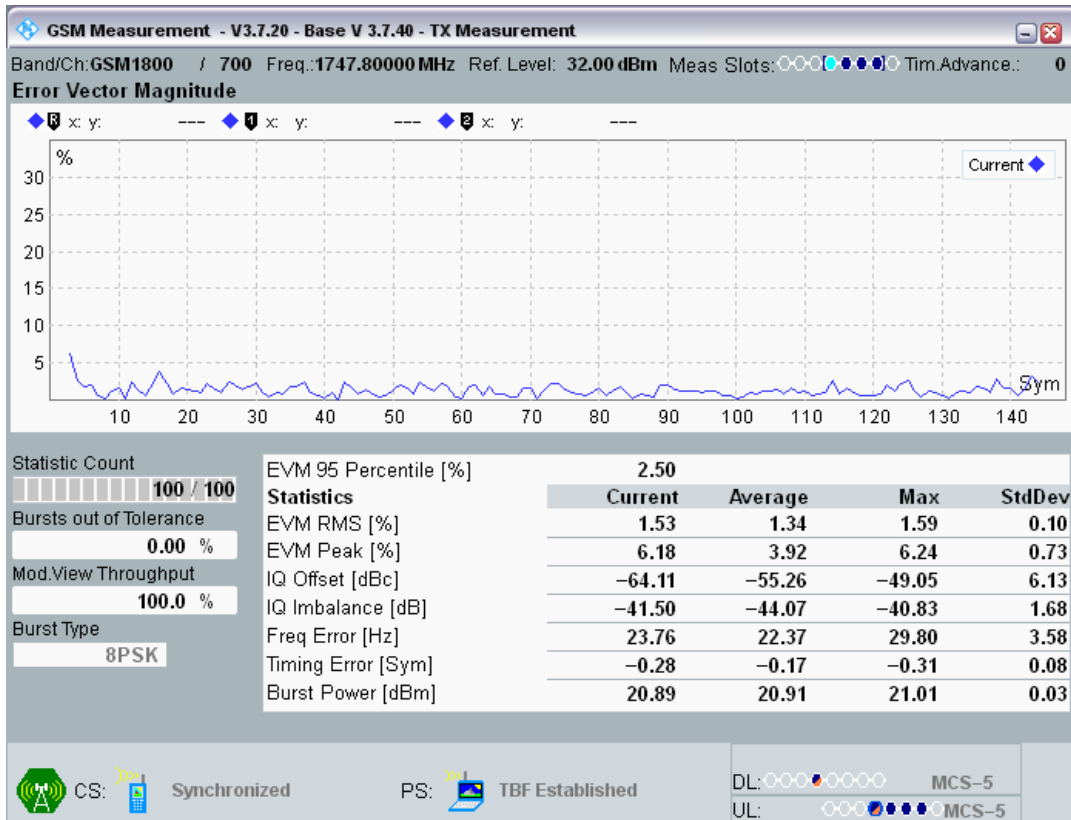 GSM Measurement - V3.7.20 - Base V 3.7.40 - TX Measurement
Band/Ch:GSM1800 / 700 Freq.:1747.80000 MHz Ref. Level: 32.00 dBm Meas Slots: Tim.Advance.: 0
Error Vector Magnitude
R x: y: --- 1 x: y: --- 2 x: y: ---
%
Current
30
25
20
15
10
5
Sym
10 20 30 40 50 60 70 80 90 100 110 120 130 140
Statistic Count
100 / 100
Bursts out of Tolerance
0.00 %
Mod.View Throughput
100.0 %
Burst Type
8PSK
EVM 95 Percentile [%] 2.50
Statistics Current Average Max StdDev
EVM RMS [%] 1.53 1.34 1.59 0.10
EVM Peak [%] 6.18 3.92 6.24 0.73
IQ Offset [dBc] −64.11 −55.26 −49.05 6.13
IQ Imbalance [dB] −41.50 −44.07 −40.83 1.68
Freq Error [Hz] 23.76 22.37 29.80 3.58
Timing Error [Sym] −0.28 −0.17 −0.31 0.08
Burst Power [dBm] 20.89 20.91 21.01 0.03
CS: Synchronized PS: TBF Established
DL: MCS−5
UL: MCS−5